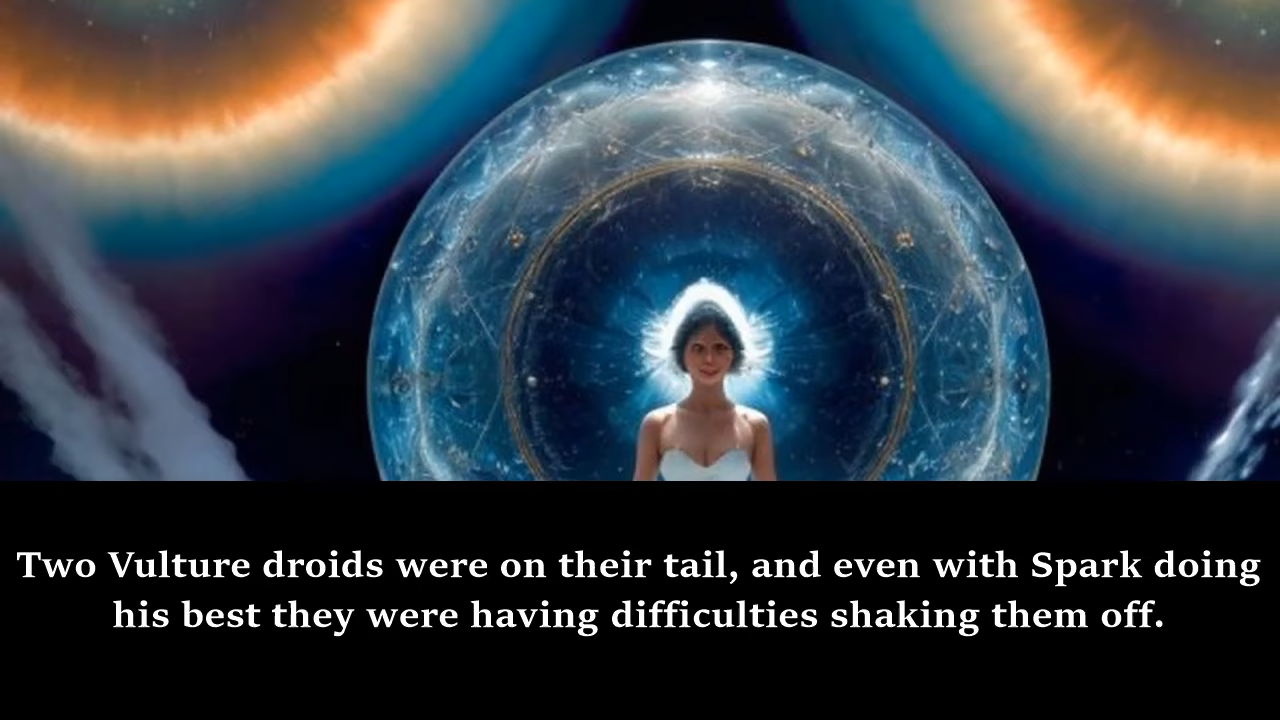 Two Vulture droids were on their tail, and even with Spark doing
his best they were having difficulties shaking them off.